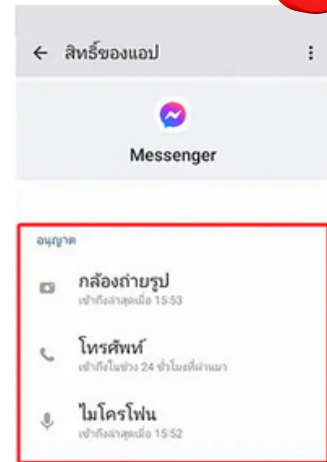 สิทธิ์ของแอป
Messenger
อนุญาต
กล้องถ่ายรูป
เข้าถึงล่าสุดเมื่อ 15:53
โทรศัพท์
เข้าถึงในช่วง 24 ชั่วโมงที่ผ่านมา
ไมโครโฟน
เข้าถึงล่าสุดเมื่อ 15:52